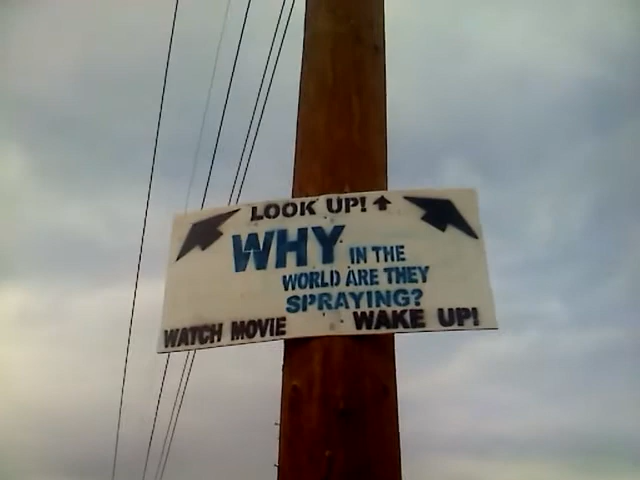 LOOK UP!
WHY IN THE
WORLD ARE THEY
SPRAYING?
WATCH MOVIE WAKE UP!